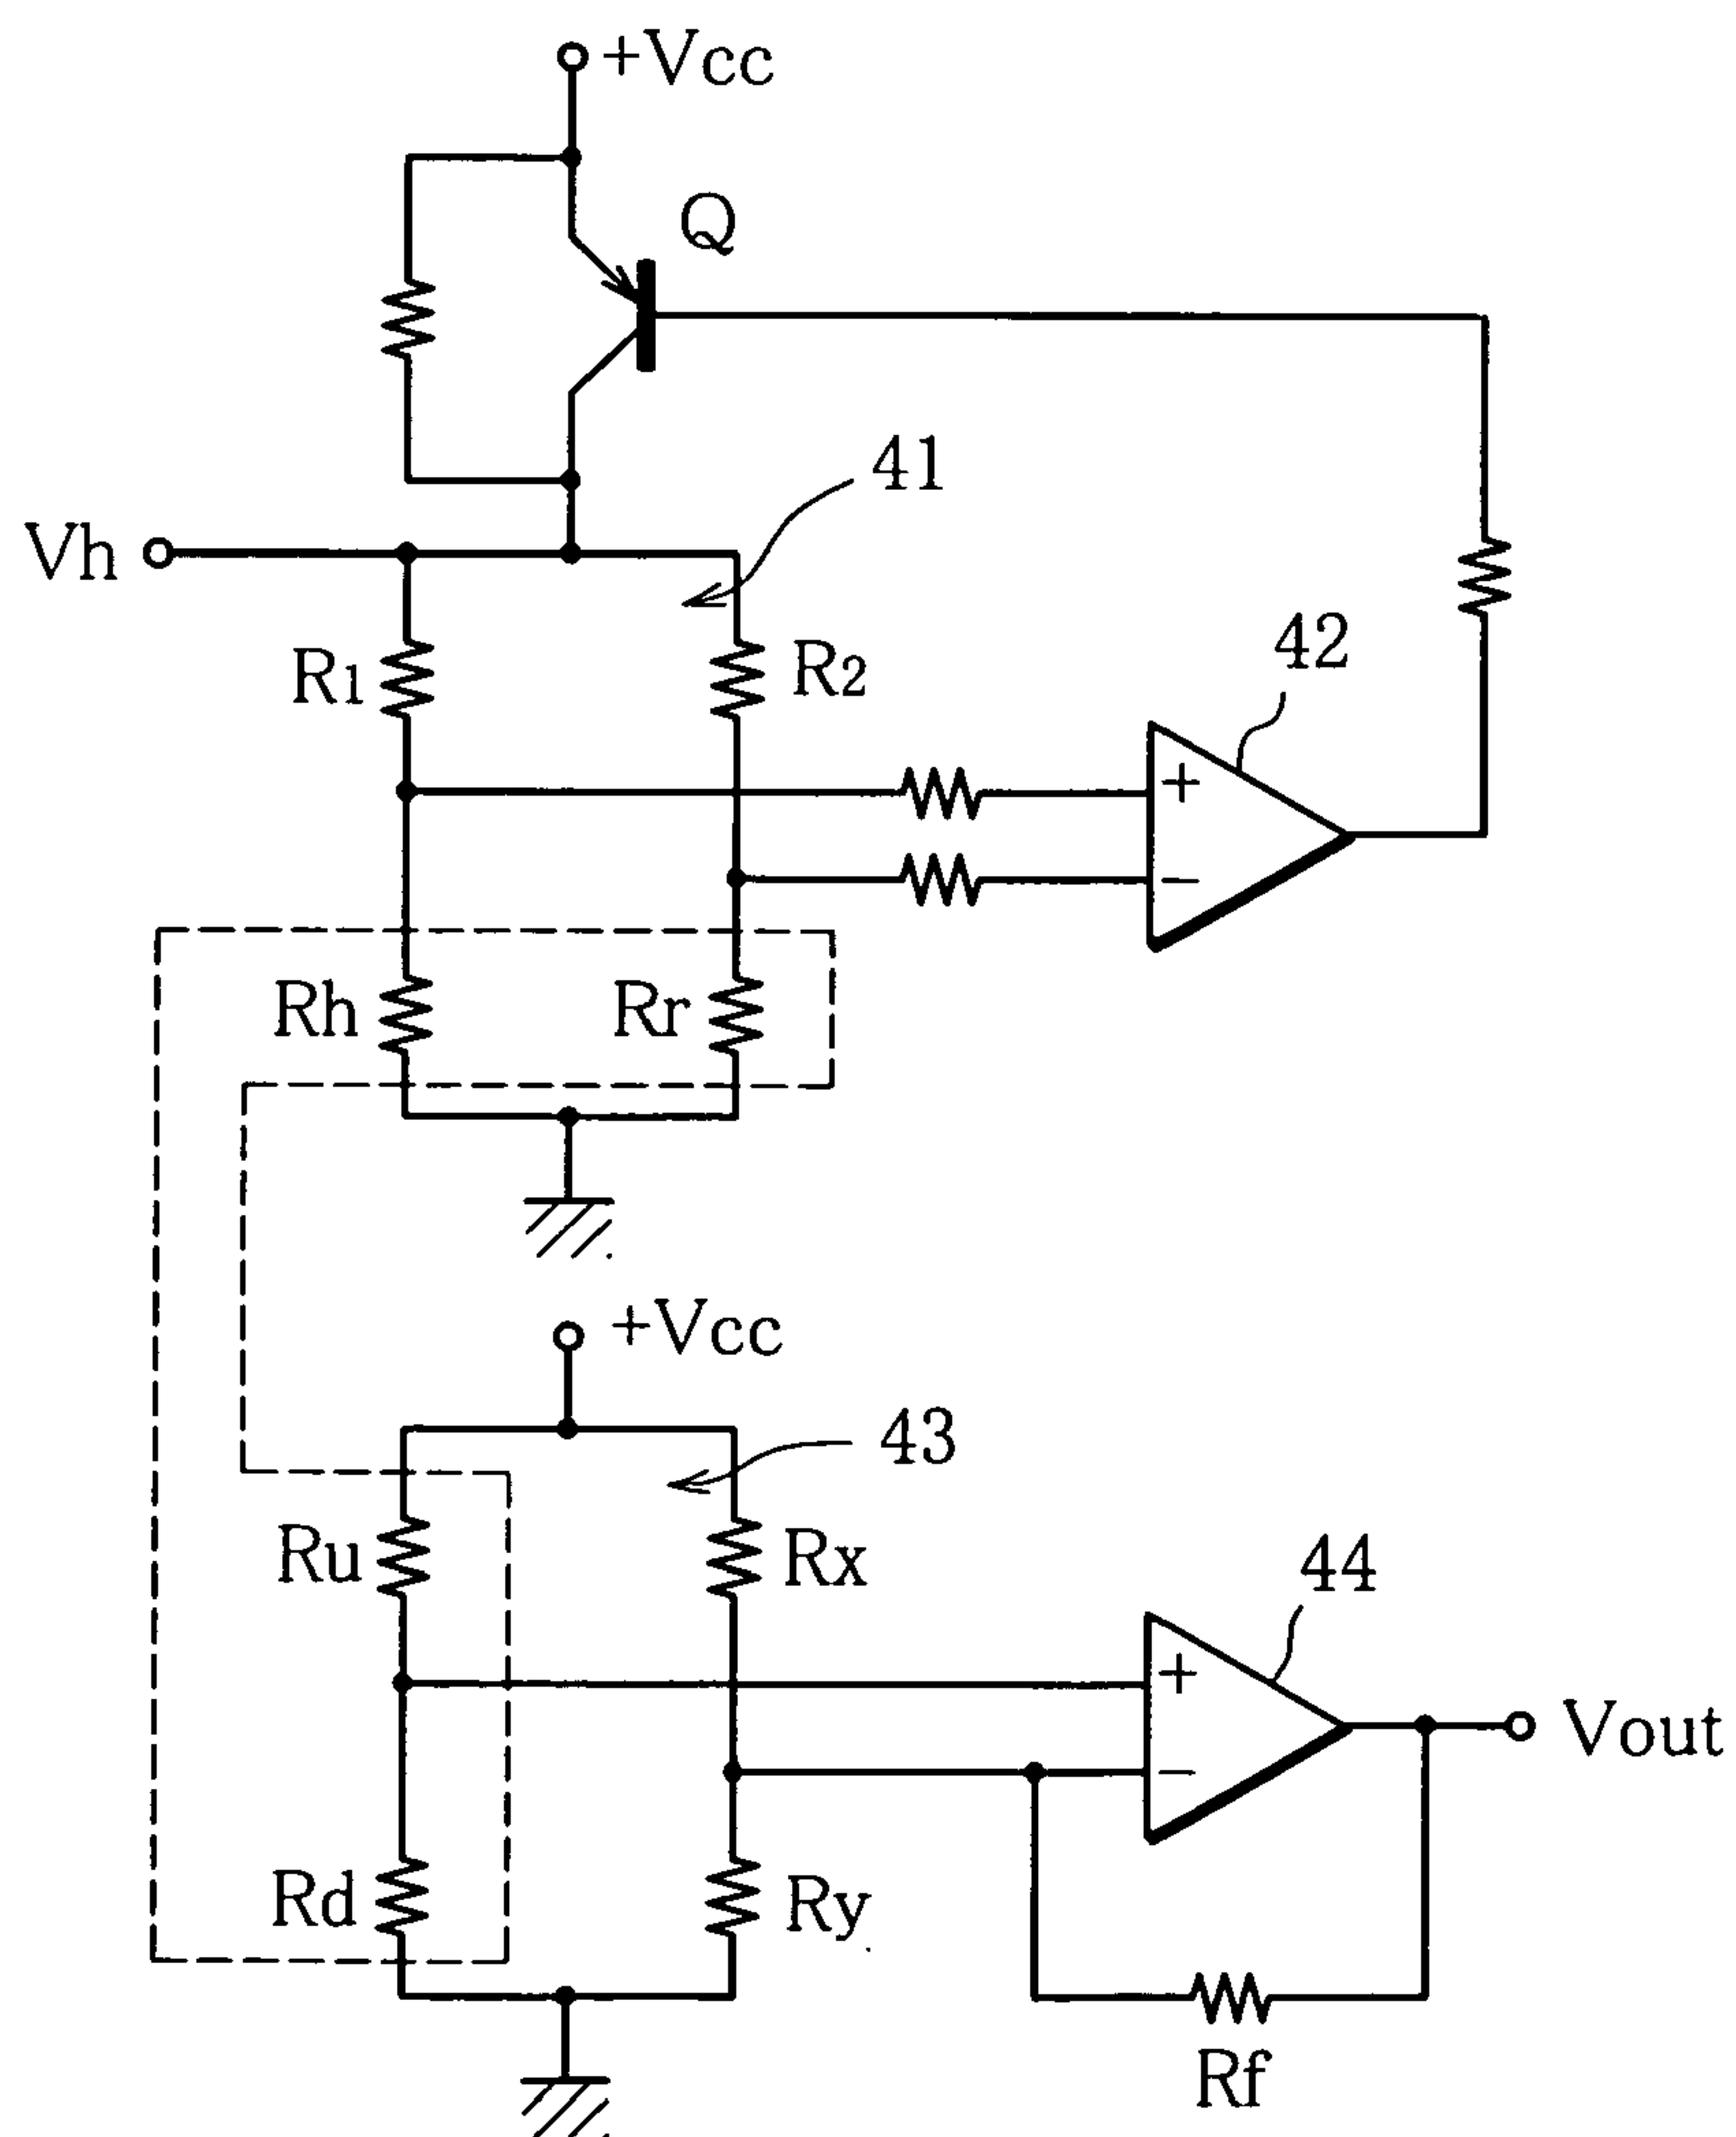 +Vcc
Q
41
Vh
R1
R2
42
+
−
Rh
Rr
+Vcc
43
Ru
Rx
44
+
−
Vout
Rd
Ry
Rf